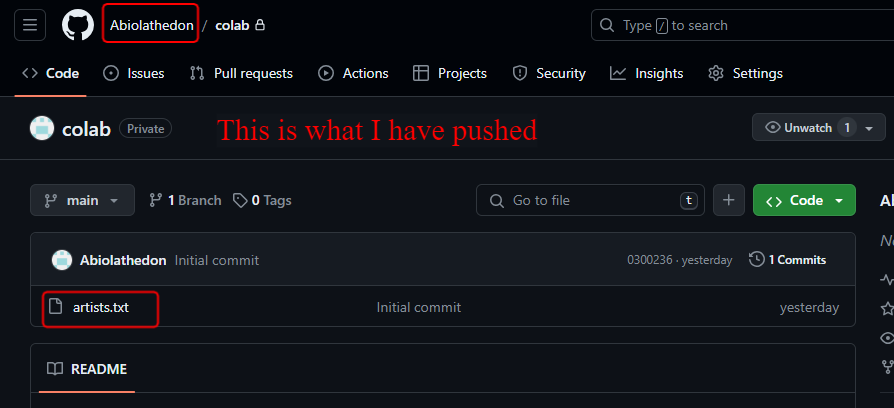 Abiolathedon / colab
Type / to search
Code Issues Pull requests Actions Projects Security Insights Settings
colab Private This is what I have pushed Unwatch 1
main 1 Branch 0 Tags Go to file t + Code
Abiolathedon Initial commit 0300236 · yesterday 1 Commits
artists.txt Initial commit yesterday
README